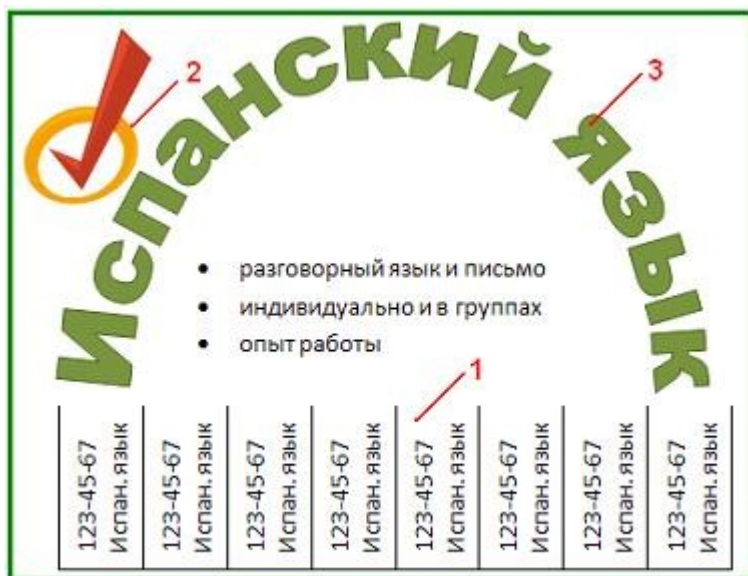 2
3
Испанский язык
• разговорный язык и письмо
• индивидуально и в группах
• опыт работы
1
123-45-67
Испан. язык
123-45-67
Испан. язык
123-45-67
Испан. язык
123-45-67
Испан. язык
123-45-67
Испан. язык
123-45-67
Испан. язык
123-45-67
Испан. язык
123-45-67
Испан. язык